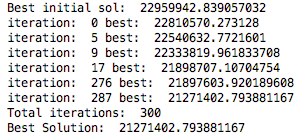 Best initial sol:  22959942.839057032
iteration:  0 best:  22810570.273128
iteration:  5 best:  22540632.7721601
iteration:  9 best:  22333819.961833708
iteration:  17 best:  21898707.10704754
iteration:  276 best:  21897603.920189608
iteration:  287 best:  21271402.793881167
Total iterations:  300
Best Solution:  21271402.793881167